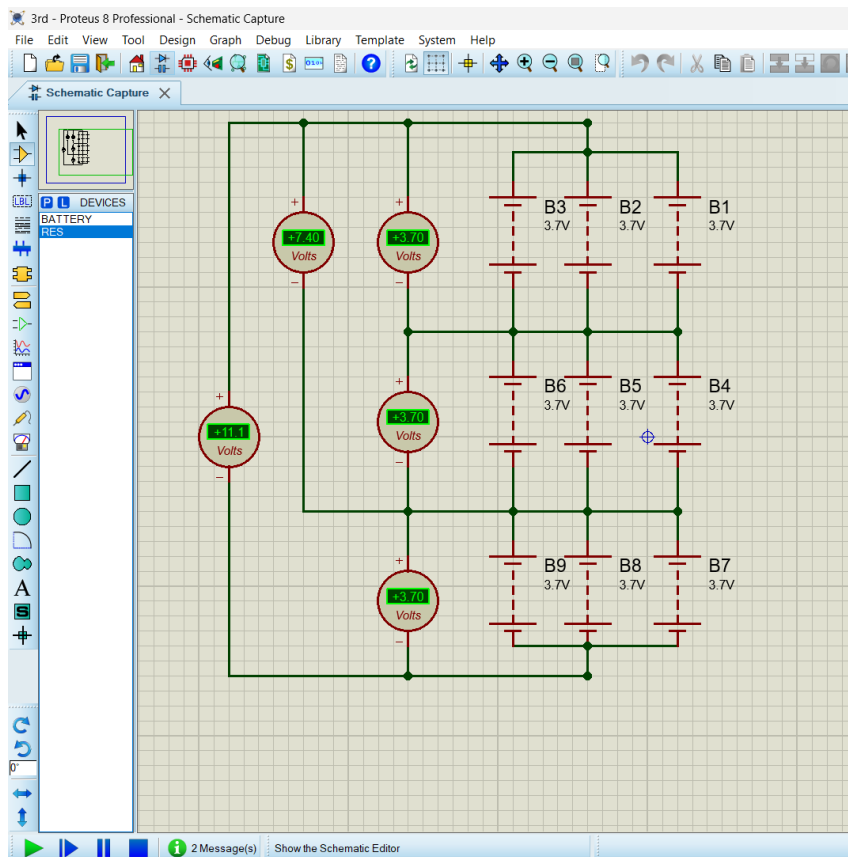 3rd - Proteus 8 Professional - Schematic Capture
File Edit View Tool Design Graph Debug Library Template System Help
Schematic Capture
P L DEVICES
BATTERY
RES
LBL
A
S
0°
+
+7.40
Volts
−
+
+3.70
Volts
−
B3
3.7V
B2
3.7V
B1
3.7V
+
+11.1
Volts
−
+
+3.70
Volts
−
B6
3.7V
B5
3.7V
B4
3.7V
+
+3.70
Volts
−
B9
3.7V
B8
3.7V
B7
3.7V
2 Message(s) Show the Schematic Editor